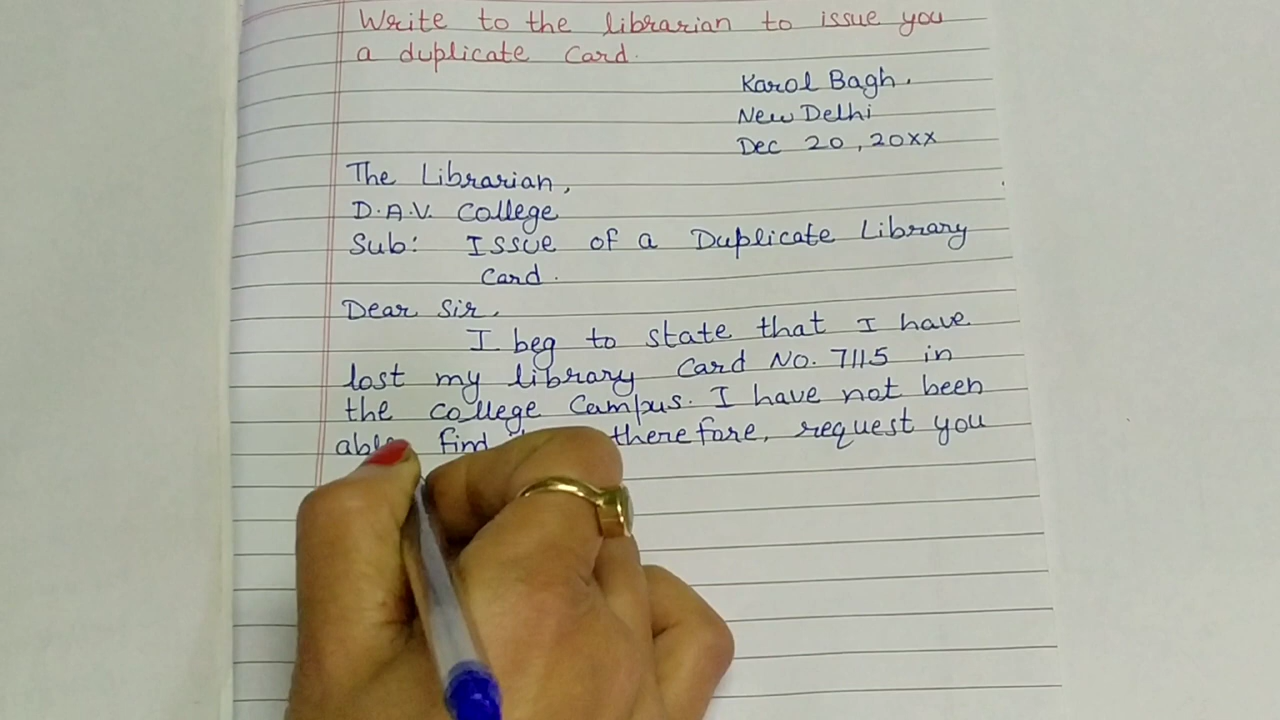 Write to the librarian to issue you
a duplicate Card.
Karol Bagh.
New Delhi
Dec 20, 20xx
The Librarian,
D.A.V. College
Sub: Issue of a Duplicate Library
Card.
Dear Sir,
I beg to state that I have
lost my library Card No. 7115 in
the college Campus. I have not been
find therefore, request you